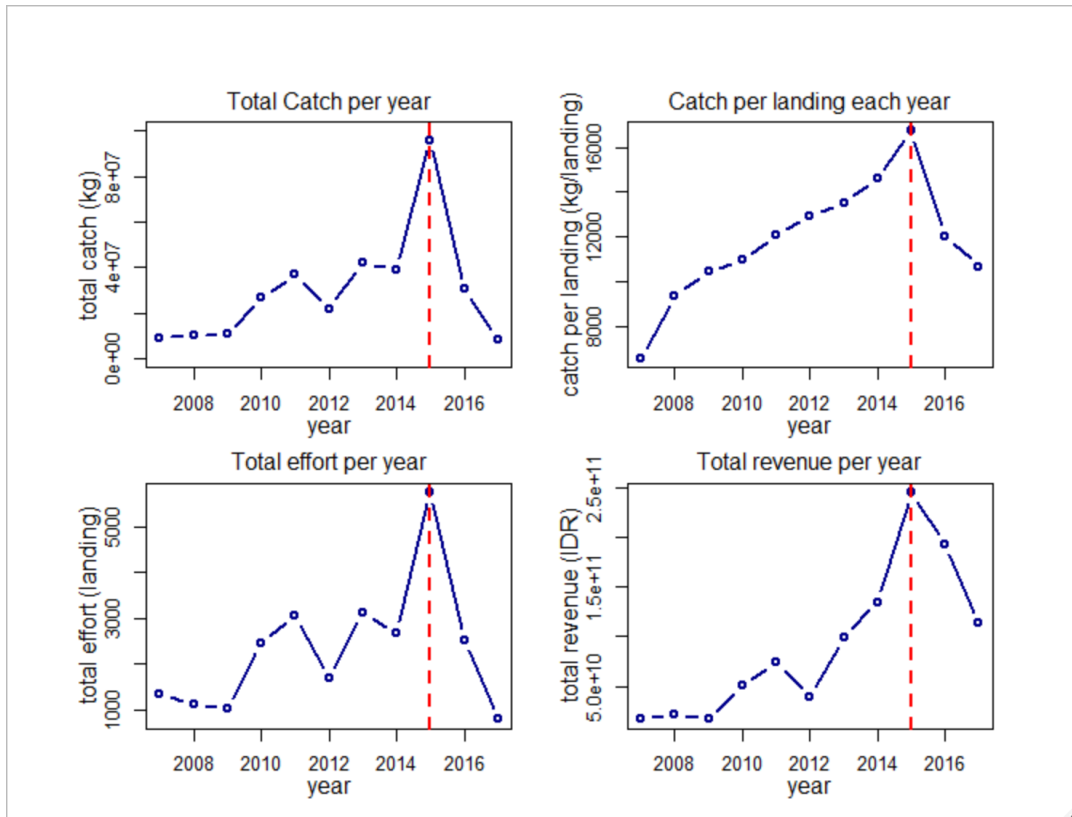 Total Catch per year
total catch (kg)
8e+07
4e+07
0e+00
2008 2010 2012 2014 2016
year
Catch per landing each year
catch per landing (kg/landing)
16000
12000
8000
2008 2010 2012 2014 2016
year
Total effort per year
total effort (landing)
5000
3000
1000
2008 2010 2012 2014 2016
year
Total revenue per year
total revenue (IDR)
2.5e+11
1.5e+11
5.0e+10
2008 2010 2012 2014 2016
year